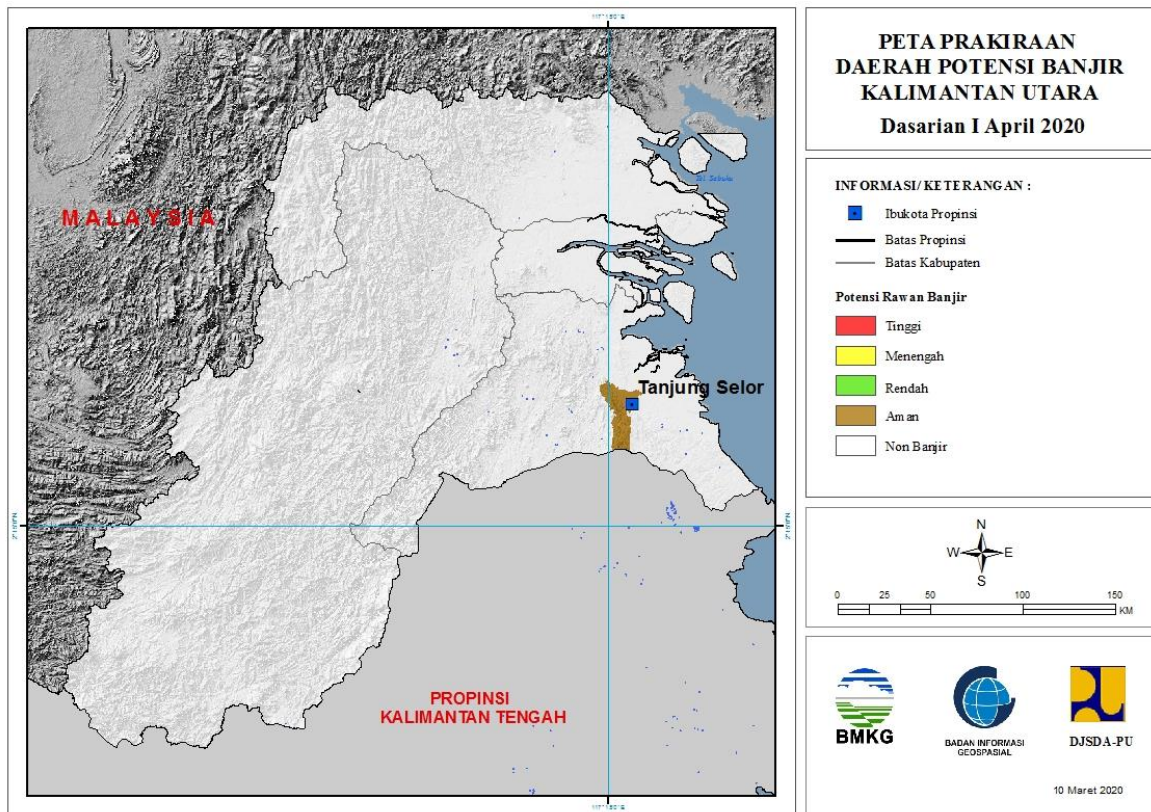 PETA PRAKIRAAN
DAERAH POTENSI BANJIR
KALIMANTAN UTARA
Dasarian I April 2020
INFORMASI/ KETERANGAN :
Ibukota Propinsi
Batas Propinsi
Batas Kabupaten
Potensi Rawan Banjir
Tinggi
Menengah
Rendah
Aman
Non Banjir
MALAYSIA
Tanjung Selor
PROPINSI
KALIMANTAN TENGAH
N
W E
S
0 25 50 100 150
KM
BMKG
BADAN INFORMASI
GEOSPASIAL
DJSDA-PU
10 Maret 2020